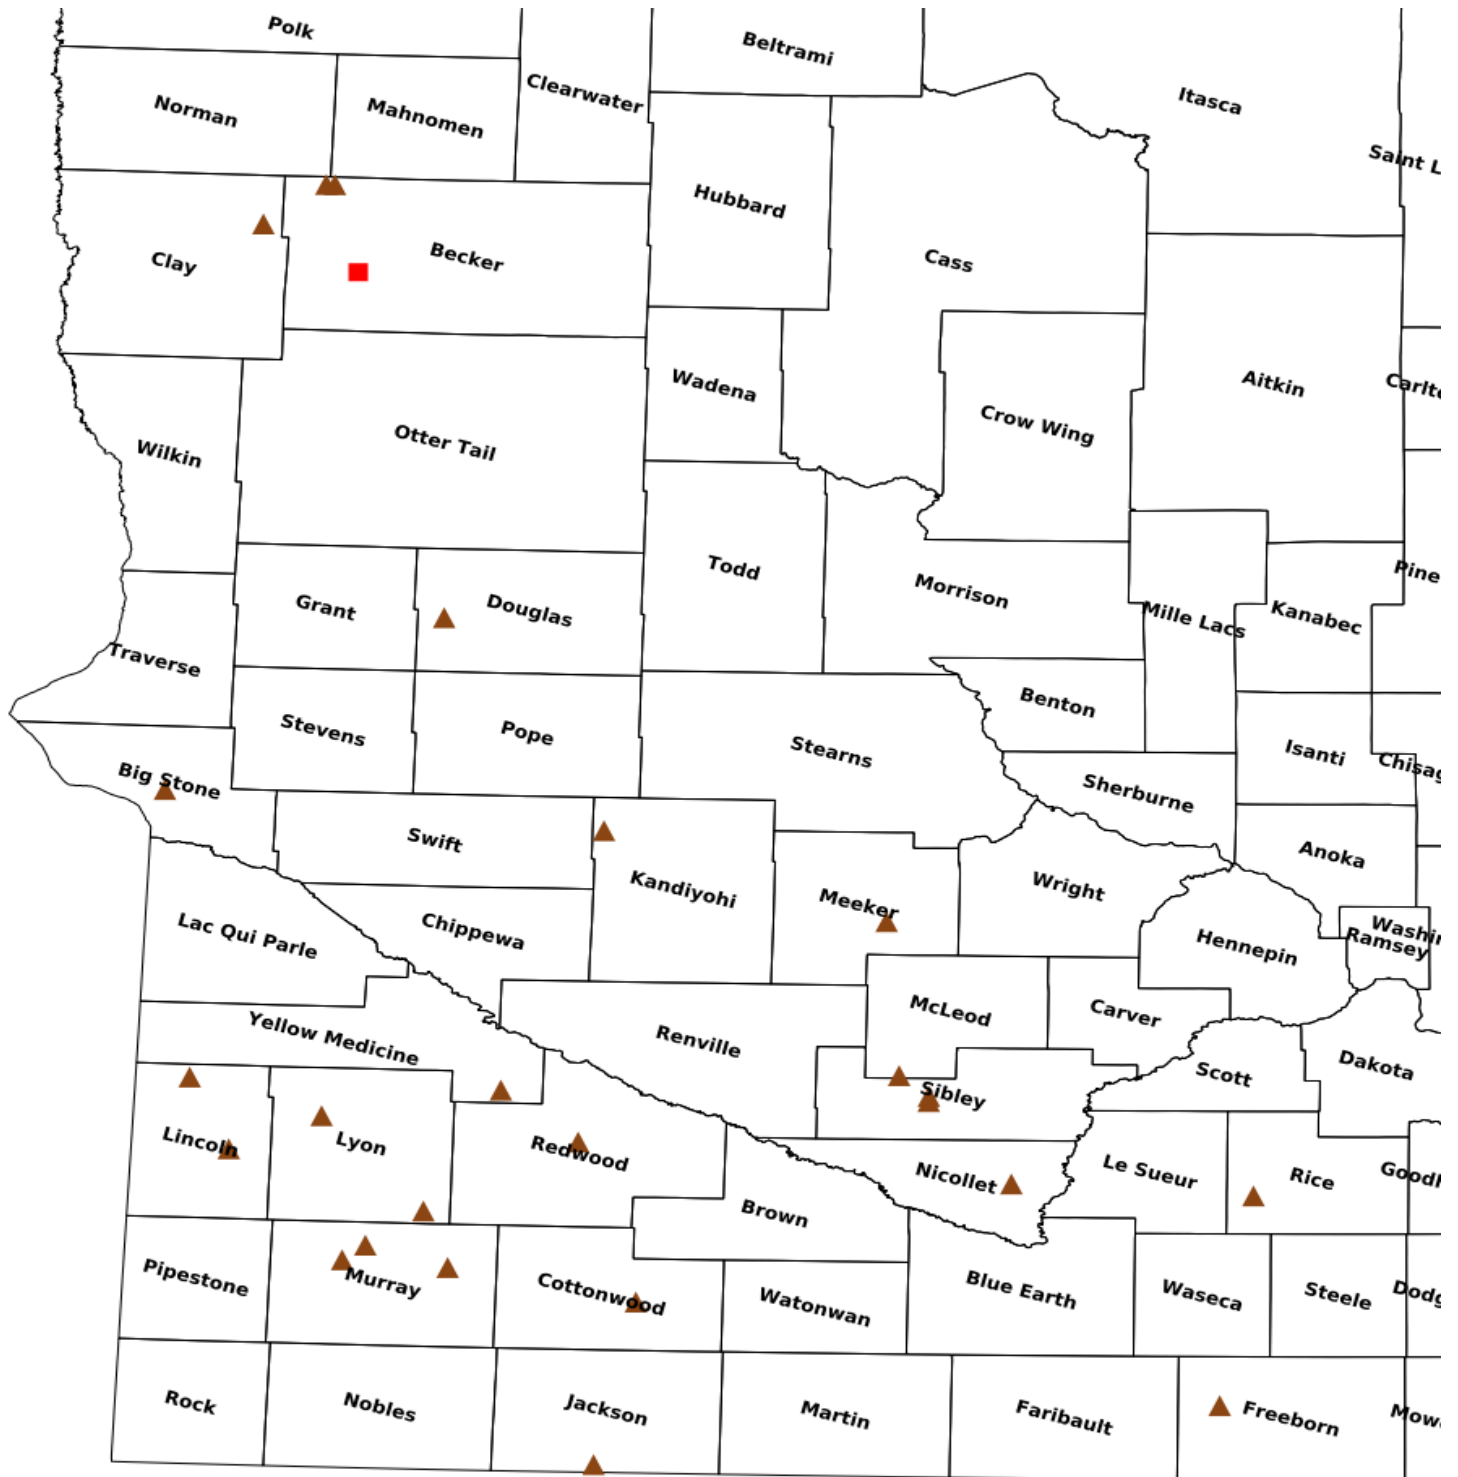 Polk
Beltrami
Clearwater
Itasca
Norman
Mahnomen
Saint L
Hubbard
Becker
Clay
Cass
Wadena
Aitkin
Carlt
Crow Wing
Otter Tail
Wilkin
Todd
Pine
Morrison
Grant
Douglas
Mille Lacs
Kanabec
Traverse
Benton
Stevens
Pope
Stearns
Isanti
Chisag
Big Stone
Sherburne
Swift
Anoka
Kandiyohi
Wright
Meeker
Lac Qui Parle
Chippewa
Washin
Ramsey
Hennepin
McLeod
Carver
Yellow Medicine
Renville
Dakota
Scott
Sibley
Lincoln
Lyon
Redwood
Nicollet
Le Sueur
Rice
Goodh
Brown
Pipestone
Murray
Cottonwood
Watonwan
Blue Earth
Waseca
Steele
Dodg
Rock
Nobles
Jackson
Martin
Faribault
Freeborn
Mow